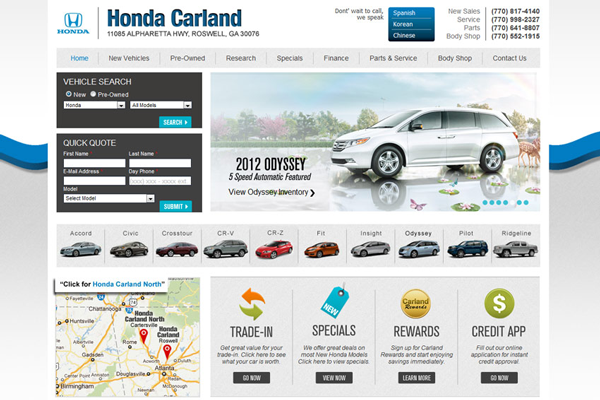 HONDA
Honda Carland
11085 ALPHARETTA HWY, ROSWELL, GA 30076
Dont' wait to call,
we speak
Spanish
Korean
Chinese
New Sales (770) 817-4140
Service (770) 998-2327
Parts (770) 641-8807
Body Shop (770) 552-1915
Home New Vehicles Pre-Owned Research Specials Finance Parts & Service Body Shop Contact Us
VEHICLE SEARCH
New Pre-Owned
Honda All Models
SEARCH
QUICK QUOTE
First Name Last Name
E-Mail Address Day Phone
(xxx) xxx - xxxx ext
Model
Select Model
SUBMIT
2012 ODYSSEY
5 Speed Automatic Featured
View Odyssey Inventory
Accord Civic Crosstour CR-V CR-Z Fit Insight Odyssey Pilot Ridgeline
“Click for Honda Carland North”
Fayetteville
Chattanooga
Huntsville
Honda
Carland North
Cartersville
Honda
Carland
Roswell
Rome
Gadsden
Acworth
Duluth
Birmingham
Douglasville
Atlanta
TRADE-IN
Get great value for your
trade-in. Click here to see
what your car is worth.
GO NOW
NEW
SPECIALS
We offer great deals on
most New Honda Models
Click here to view specials.
VIEW NOW
Carland
Rewards
REWARDS
Sign up for Carland
Rewards and start enjoying
savings immediately.
LEARN MORE
$
CREDIT APP
Fill out our online
application for instant
credit approval.
GO NOW